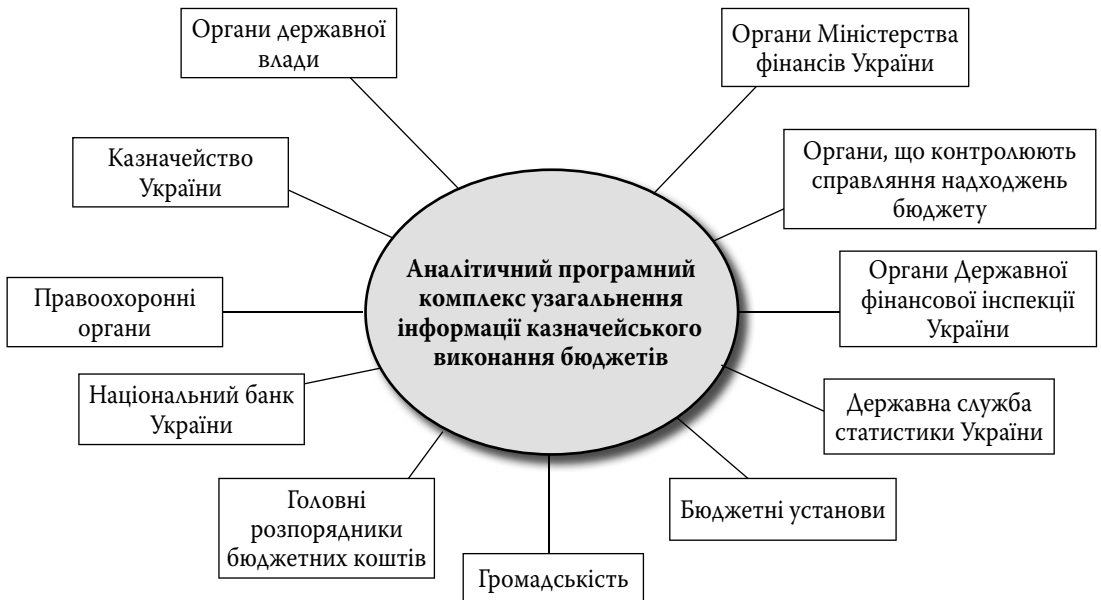 Органи державної
влади
Органи Міністерства
фінансів України
Казначейство
України
Органи, що контролюють
справляння надходжень
бюджету
Аналітичний програмний
комплекс узагальнення
інформації казначейського
виконання бюджетів
Правоохоронні
органи
Органи Державної
фінансової інспекції
України
Національний банк
України
Державна служба
статистики України
Головні
розпорядники
бюджетних коштів
Бюджетні установи
Громадськість